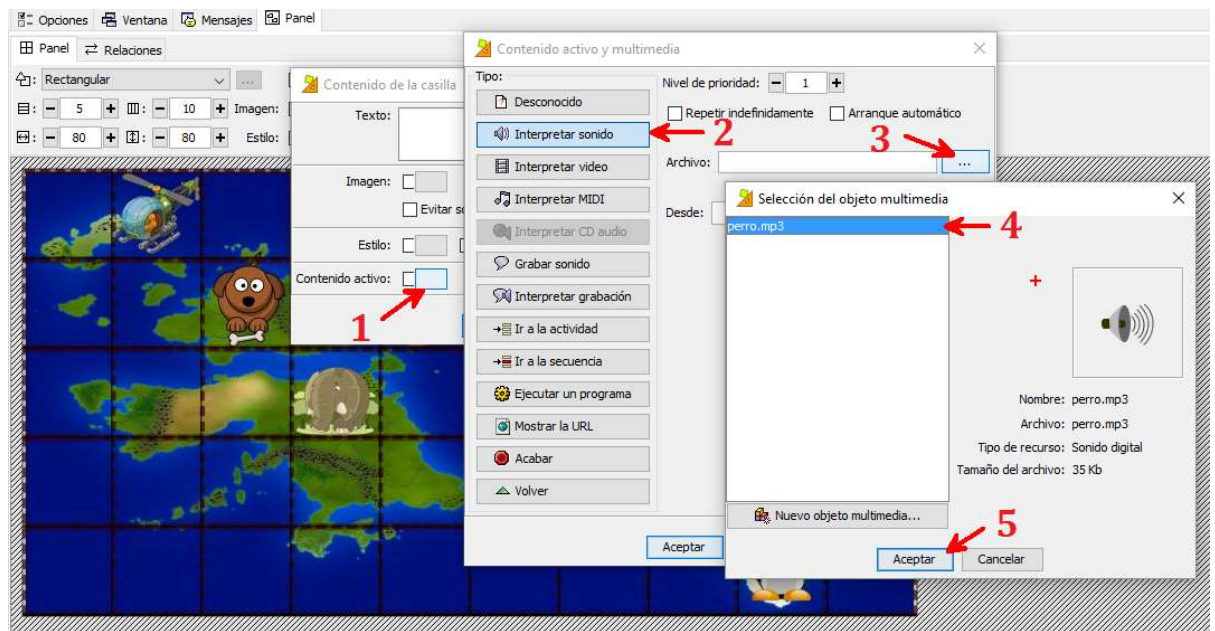 Opciones Ventana Mensajes Panel
Panel Relaciones
Rectangular ...
5 10 Imagen:
80 80 Estilo:
Contenido de la casilla
Texto:
Imagen:
Evitar
Estilo:
Contenido activo:
1
Contenido activo y multimedia
Tipo:
Desconocido
Interpretar sonido
Interpretar video
Interpretar MIDI
Interpretar CD audio
Grabar sonido
Interpretar grabación
Ir a la actividad
Ir a la secuencia
Ejecutar un programa
Mostrar la URL
Acabar
Volver
Nivel de prioridad: 1
Repetir indefinidamente Arranque automático
2
3
Archivo: ...
Desde:
Aceptar
Selección del objeto multimedia
perro.mp3
4
Nombre: perro.mp3
Archivo: perro.mp3
Tipo de recurso: Sonido digital
Tamaño del archivo: 35 Kb
Nuevo objeto multimedia...
5
Aceptar Cancelar